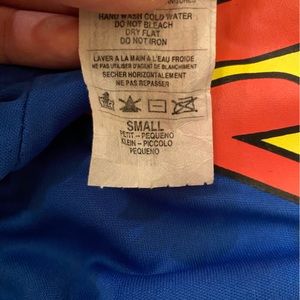 HAND WASH COLD WATER
DO NOT BLEACH
DRY FLAT
DO NOT IRON
LAVER A LA MAIN À L'EAU FROIDE
NE PAS UTILISER D'AGENT DE BLANCHIMENT
SECHER HORIZONTALEMENT
NE PAS REPASSER
SMALL
PETIT - PEQUENO
KLEIN - PICCOLO
PEQUENO